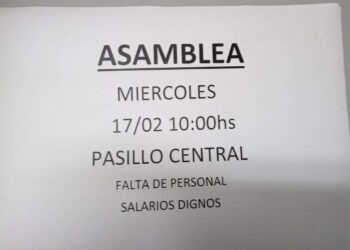 ASAMBLEA
MIERCOLES
17/02 10:00hs
PASILLO CENTRAL
FALTA DE PERSONAL
SALARIOS DIGNOS